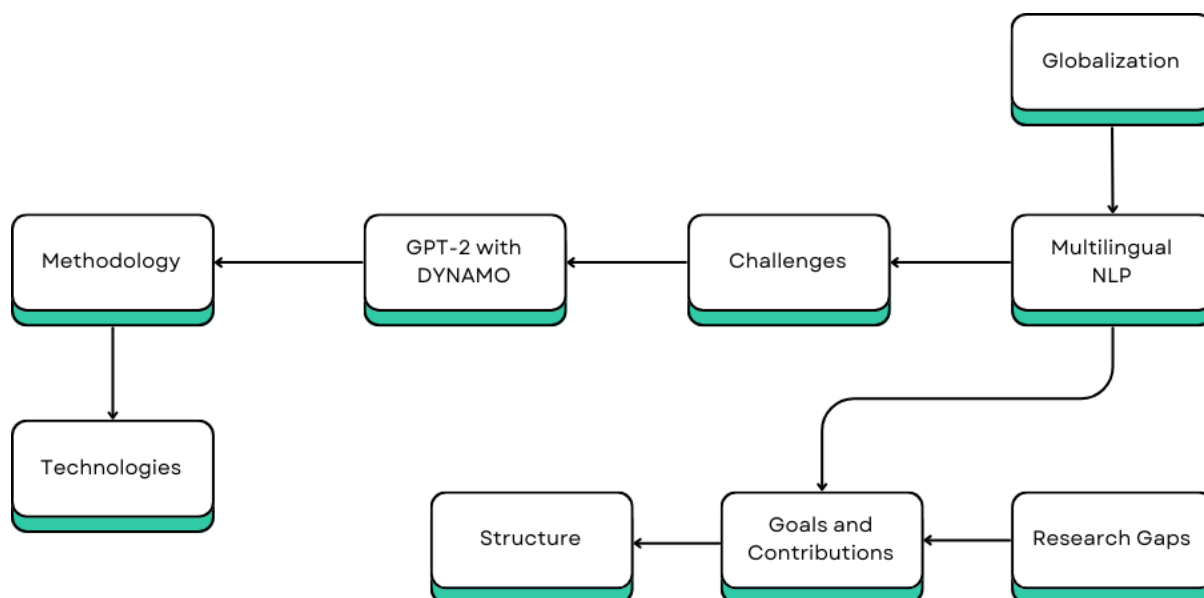 Globalization
Methodology
GPT-2 with
DYNAMO
Challenges
Multilingual
NLP
Technologies
Structure
Goals and
Contributions
Research Gaps